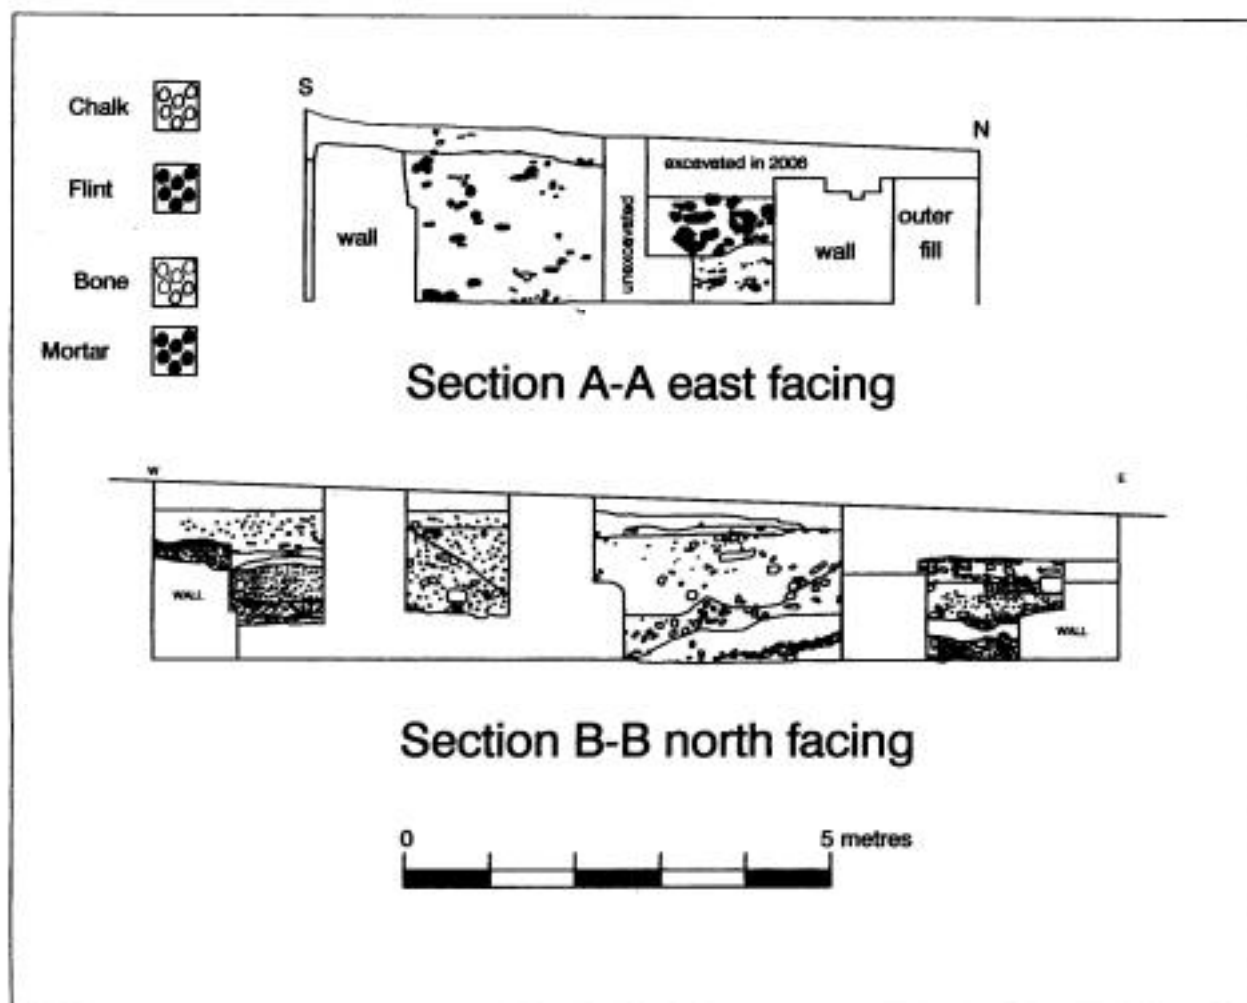 Chalk
Flint
Bone
Mortar
S
N
excavated in 2006
wall
unexcavated
wall
outer
fill
Section A-A east facing
W
E
WALL
WALL
Section B-B north facing
0
5 metres